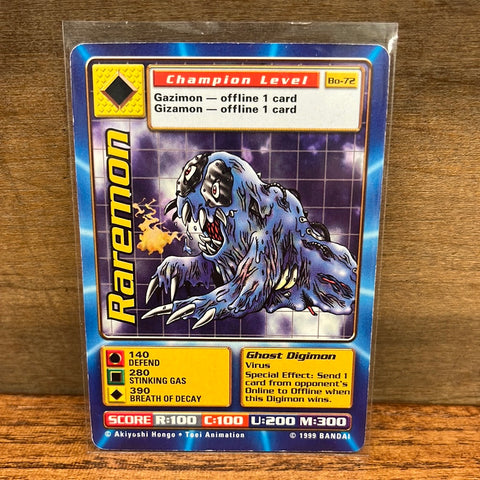 Champion Level
Bo-72
Gazimon — offline 1 card
Gizamon — offline 1 card
Raremon
140
DEFEND
280
STINKING GAS
390
BREATH OF DECAY
Ghost Digimon
Virus
Special Effect: Send 1
card from opponent's
Online to Offline when
this Digimon wins.
SCORE R:100 C:100 U:200 M:300
© Akiyoshi Hongo • Toei Animation © 1999 BANDAI